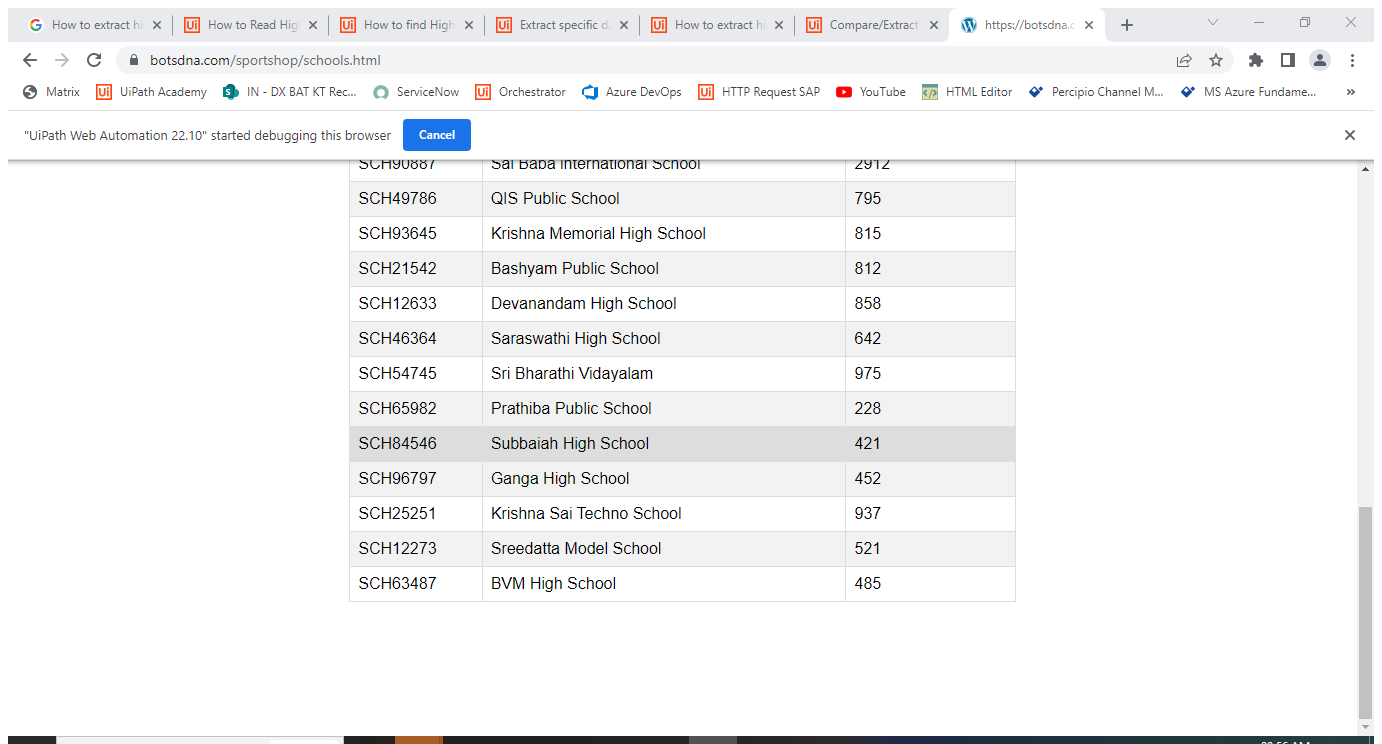 How to extract hi
How to Read High
How to find High
Extract specific d
How to extract hi
Compare/Extract
https://botsdna.c
botsdna.com/sportshop/schools.html
Matrix UiPath Academy IN - DX BAT KT Rec... ServiceNow Orchestrator Azure DevOps HTTP Request SAP YouTube HTML Editor Percipio Channel M... MS Azure Fundame... »
"UiPath Web Automation 22.10" started debugging this browser Cancel
SCH90887 Sai Baba International School 2912
SCH49786 QIS Public School 795
SCH93645 Krishna Memorial High School 815
SCH21542 Bashyam Public School 812
SCH12633 Devanandam High School 858
SCH46364 Saraswathi High School 642
SCH54745 Sri Bharathi Vidayalam 975
SCH65982 Prathiba Public School 228
SCH84546 Subbaiah High School 421
SCH96797 Ganga High School 452
SCH25251 Krishna Sai Techno School 937
SCH12273 Sreedatta Model School 521
SCH63487 BVM High School 485